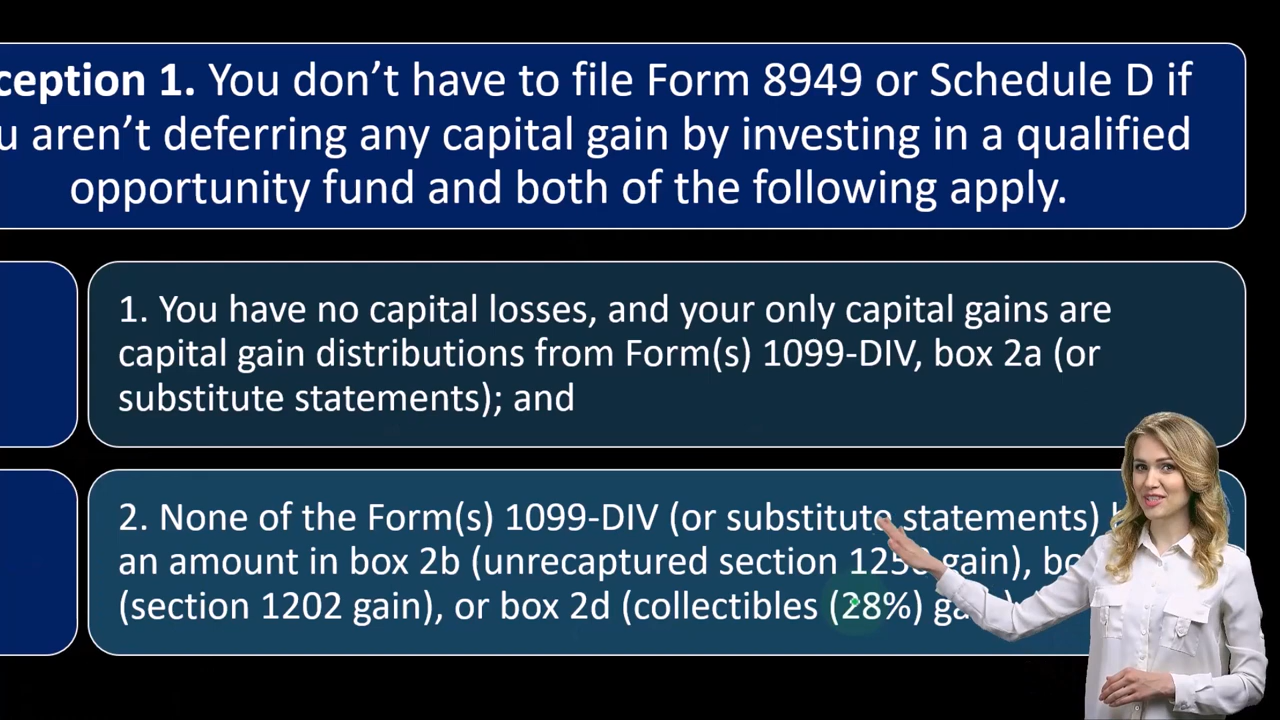 ception 1. You don’t have to file Form 8949 or Schedule D if
u aren’t deferring any capital gain by investing in a qualified
opportunity fund and both of the following apply.
1. You have no capital losses, and your only capital gains are
capital gain distributions from Form(s) 1099-DIV, box 2a (or
substitute statements); and
2. None of the Form(s) 1099-DIV (or substitute statements)
an amount in box 2b (unrecaptured section 1250 gain),
(section 1202 gain), or box 2d (collectibles (28%)